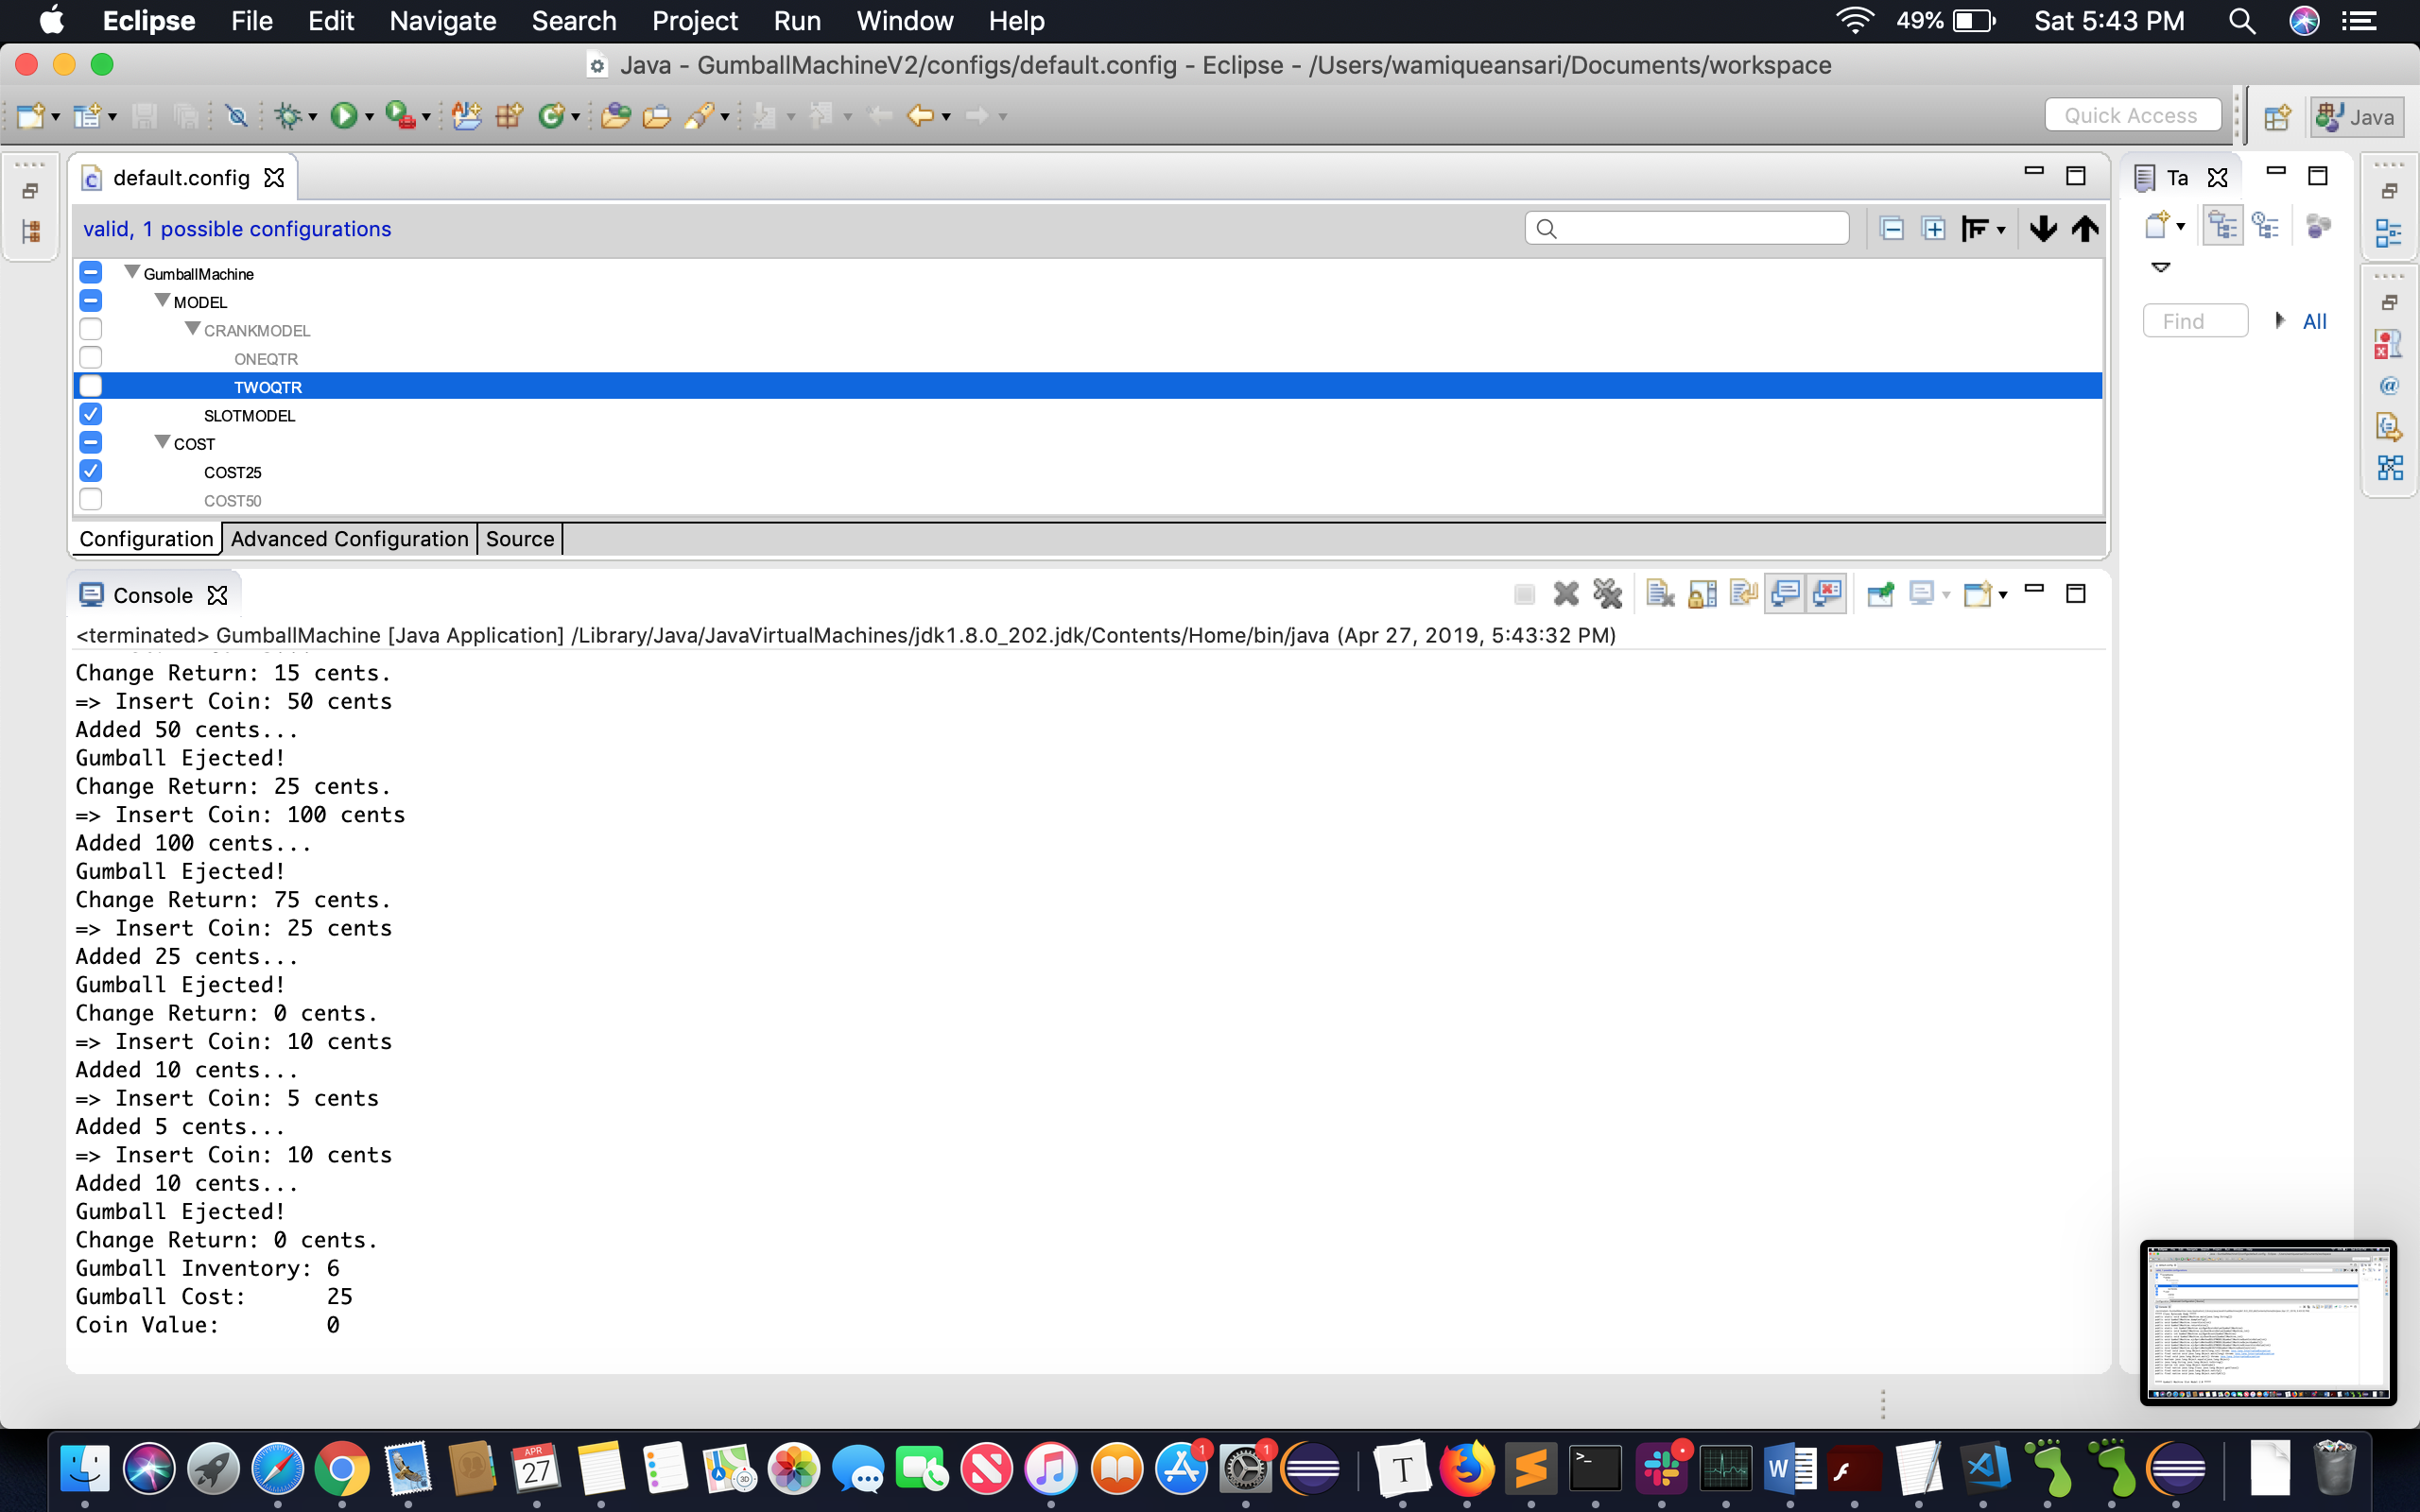 Eclipse File Edit Navigate Search Project Run Window Help 49% Sat 5:43 PM
Java - GumballMachineV2/configs/default.config - Eclipse - /Users/wamiqueansari/Documents/workspace
Quick Access Java
default.config
Ta
valid, 1 possible configurations
GumballMachine
MODEL
CRANKMODEL
ONEQTR
TWOQTR
SLOTMODEL
COST
COST25
COST50
Find All
Configuration Advanced Configuration Source
Console
<terminated> GumballMachine [Java Application] /Library/Java/JavaVirtualMachines/jdk1.8.0_202.jdk/Contents/Home/bin/java (Apr 27, 2019, 5:43:32 PM)
Change Return: 15 cents.
=> Insert Coin: 50 cents
Added 50 cents...
Gumball Ejected!
Change Return: 25 cents.
=> Insert Coin: 100 cents
Added 100 cents...
Gumball Ejected!
Change Return: 75 cents.
=> Insert Coin: 25 cents
Added 25 cents...
Gumball Ejected!
Change Return: 0 cents.
=> Insert Coin: 10 cents
Added 10 cents...
=> Insert Coin: 5 cents
Added 5 cents...
=> Insert Coin: 10 cents
Added 10 cents...
Gumball Ejected!
Change Return: 0 cents.
Gumball Inventory: 6
Gumball Cost: 25
Coin Value: 0
APR
27
3D
1
1
T
>_
W